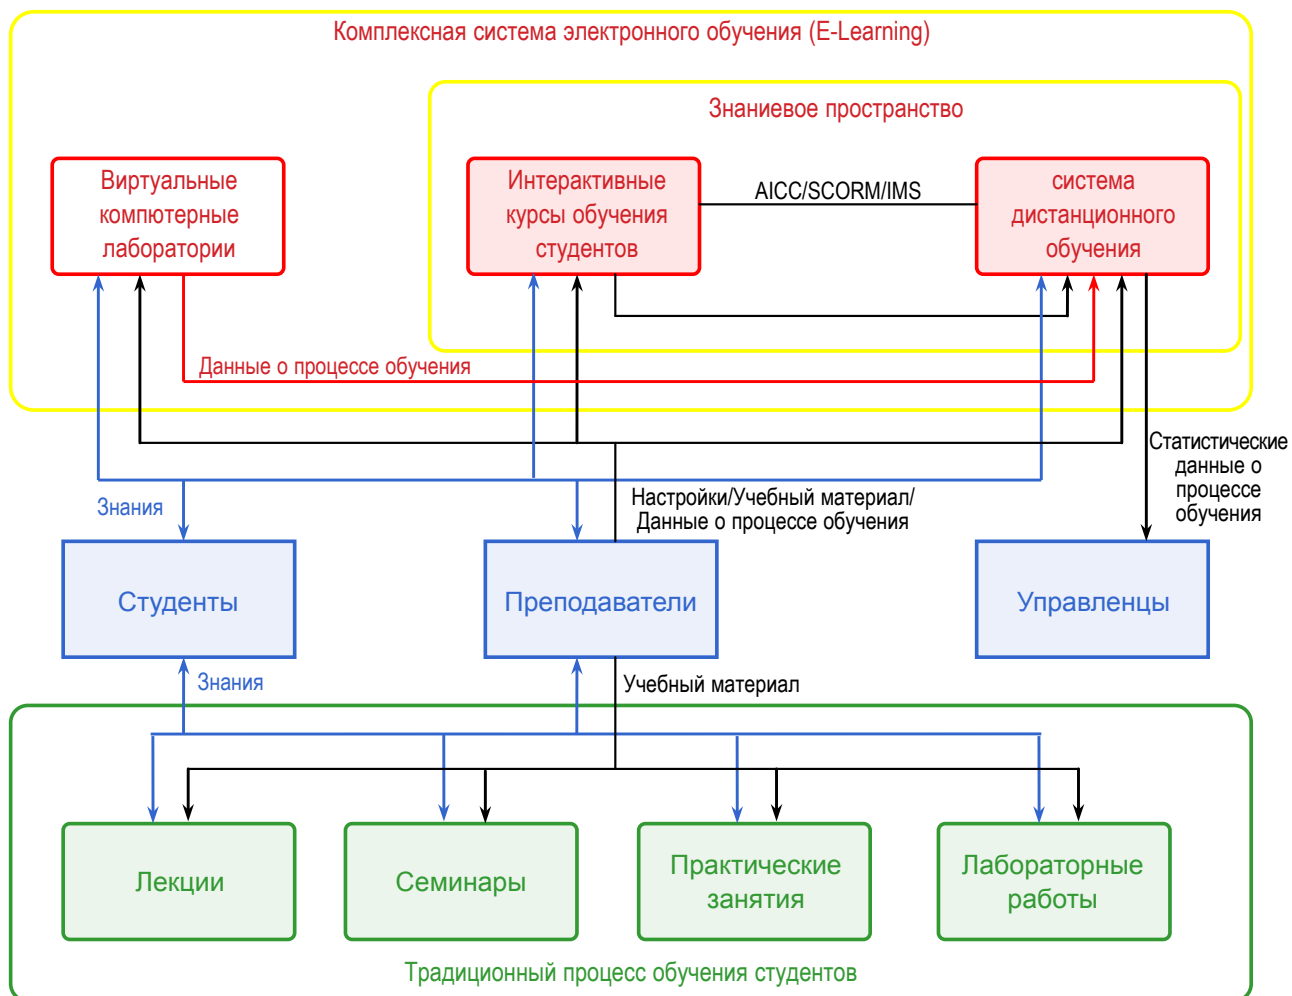 Комплексная система электронного обучения (E-Learning)
Знаниевое пространство
Виртуальные
компютерные
лаборатории
Интерактивные
курсы обучения
студентов
AICC/SCORM/IMS
система
дистанционного
обучения
Данные о процессе обучения
Статистические
данные о
процессе
обучения
Знания
Настройки/Учебный материал/
Данные о процессе обучения
Студенты
Преподаватели
Управленцы
Знания
Учебный материал
Лекции
Семинары
Практические
занятия
Лабораторные
работы
Традиционный процесс обучения студентов